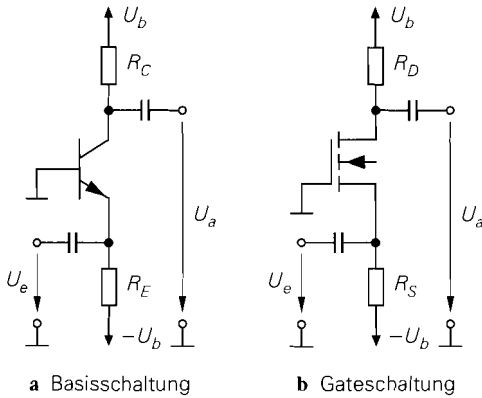 U_b
R_C
U_a
U_e
R_E
-U_b
a Basisschaltung
U_b
R_D
U_a
U_e
R_S
-U_b
b Gateschaltung